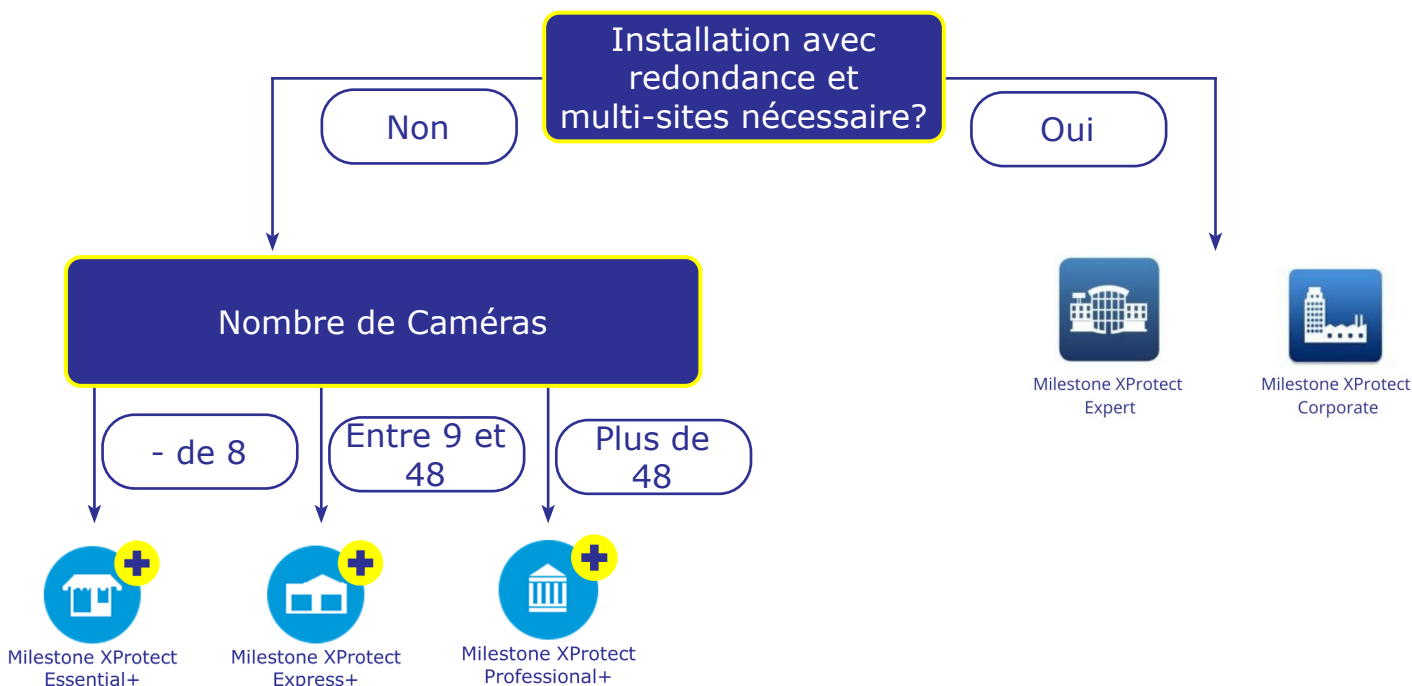 Installation avec
redondance et
multi-sites nécessaire?
Non
Oui
Nombre de Caméras
Milestone XProtect
Expert
Milestone XProtect
Corporate
- de 8
Entre 9 et
48
Plus de
48
Milestone XProtect
Essential+
Milestone XProtect
Express+
Milestone XProtect
Professional+